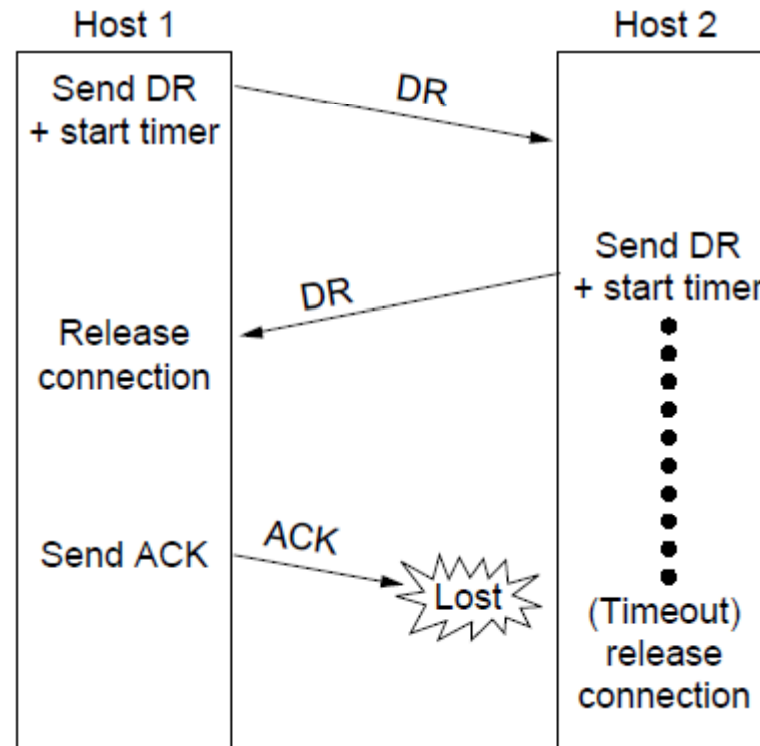 Host 1
Host 2
Send DR
+ start timer
DR
Send DR
+ start timer
DR
Release
connection
Send ACK
ACK
Lost
(Timeout)
release
connection